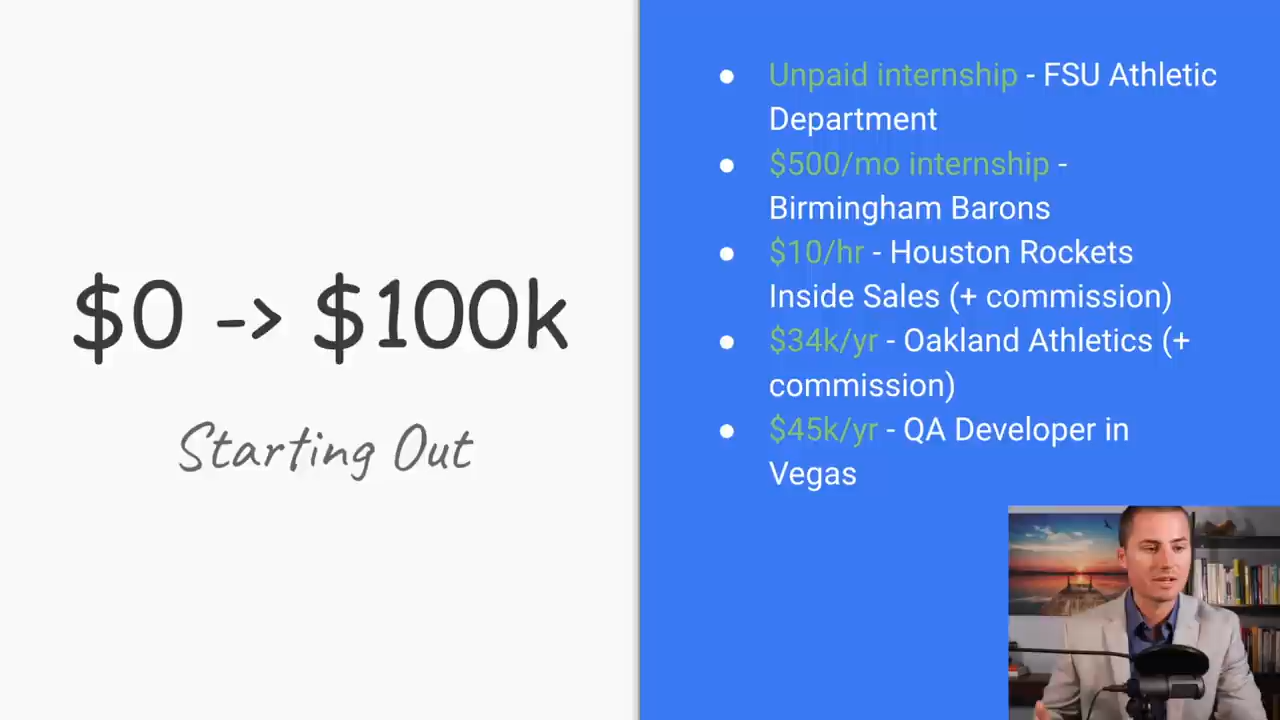 $0 -> $100k
Starting Out
● Unpaid internship - FSU Athletic
Department
● $500/mo internship -
Birmingham Barons
● $10/hr - Houston Rockets
Inside Sales (+ commission)
● $34k/yr - Oakland Athletics (+
commission)
● $45k/yr - QA Developer in
Vegas